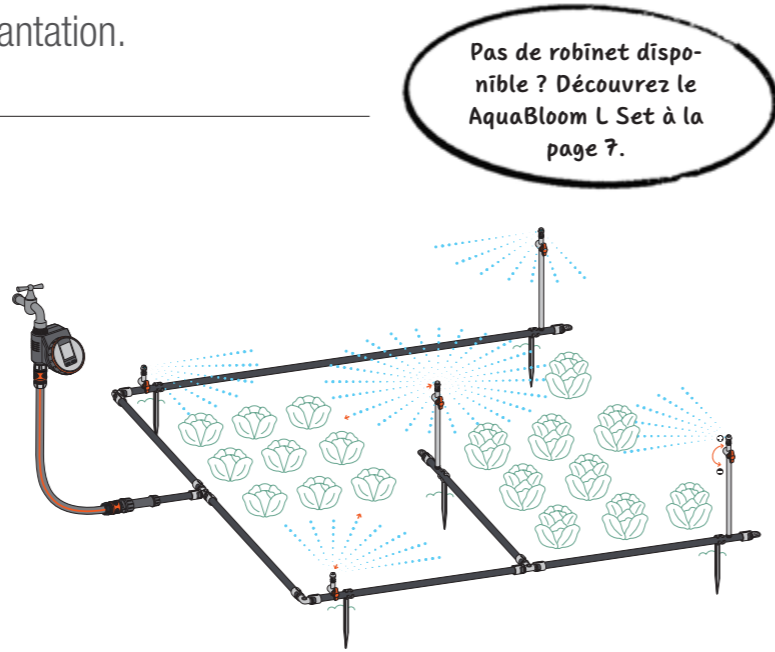 antation.
Pas de robinet dispo-
nible ? Découvrez le
AquaBloom L Set à la
page 7.